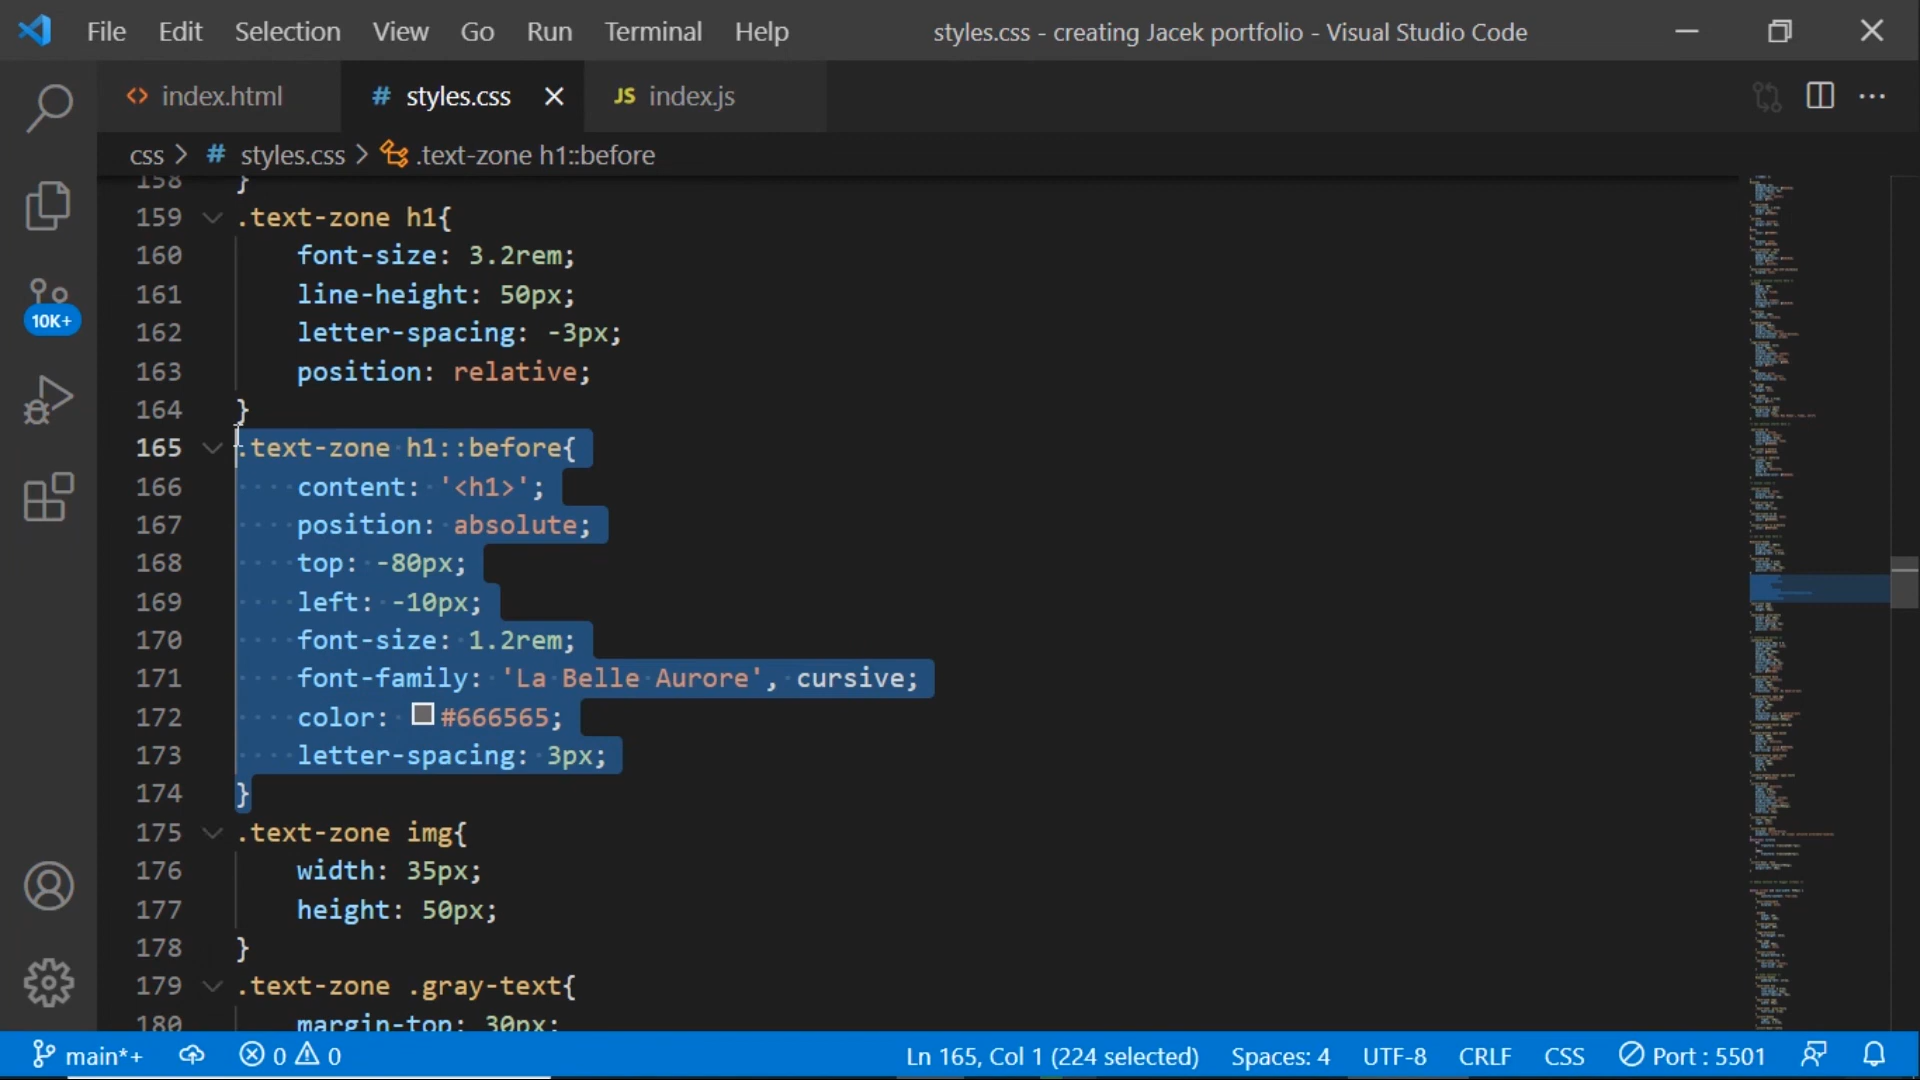 File Edit Selection View Go Run Terminal Help styles.css - creating Jacek portfolio - Visual Studio Code
<> index.html # styles.css JS index.js
css > # styles.css > .text-zone h1::before
158 }
159 .text-zone h1{
160 font-size: 3.2rem;
161 line-height: 50px;
162 letter-spacing: -3px;
163 position: relative;
164 }
165 .text-zone h1::before{
166 content: '<h1>';
167 position: absolute;
168 top: -80px;
169 left: -10px;
170 font-size: 1.2rem;
171 font-family: 'La Belle Aurore', cursive;
172 color: #666565;
173 letter-spacing: 3px;
174 }
175 .text-zone img{
176 width: 35px;
177 height: 50px;
178 }
179 .text-zone .gray-text{
180 margin-top: 30px;
10K+
main*+ 0 0 Ln 165, Col 1 (224 selected) Spaces: 4 UTF-8 CRLF CSS Port : 5501